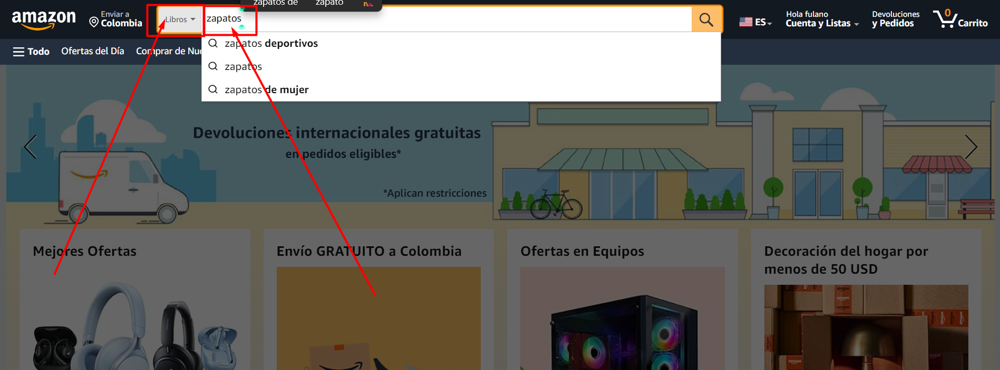 zapatos de zapato
amazon
Enviar a
Colombia
Libros
zapatos
ES
Hola fulano
Cuenta y Listas
Devoluciones
y Pedidos
0
Carrito
Todo
Ofertas del Día
Comprar de Nue
zapatos deportivos
zapatos
zapatos de mujer
Devoluciones internacionales gratuitas
en pedidos eligibles*
*Aplican restricciones
Mejores Ofertas
Envío GRATUITO a Colombia
Ofertas en Equipos
Decoración del hogar por
menos de 50 USD